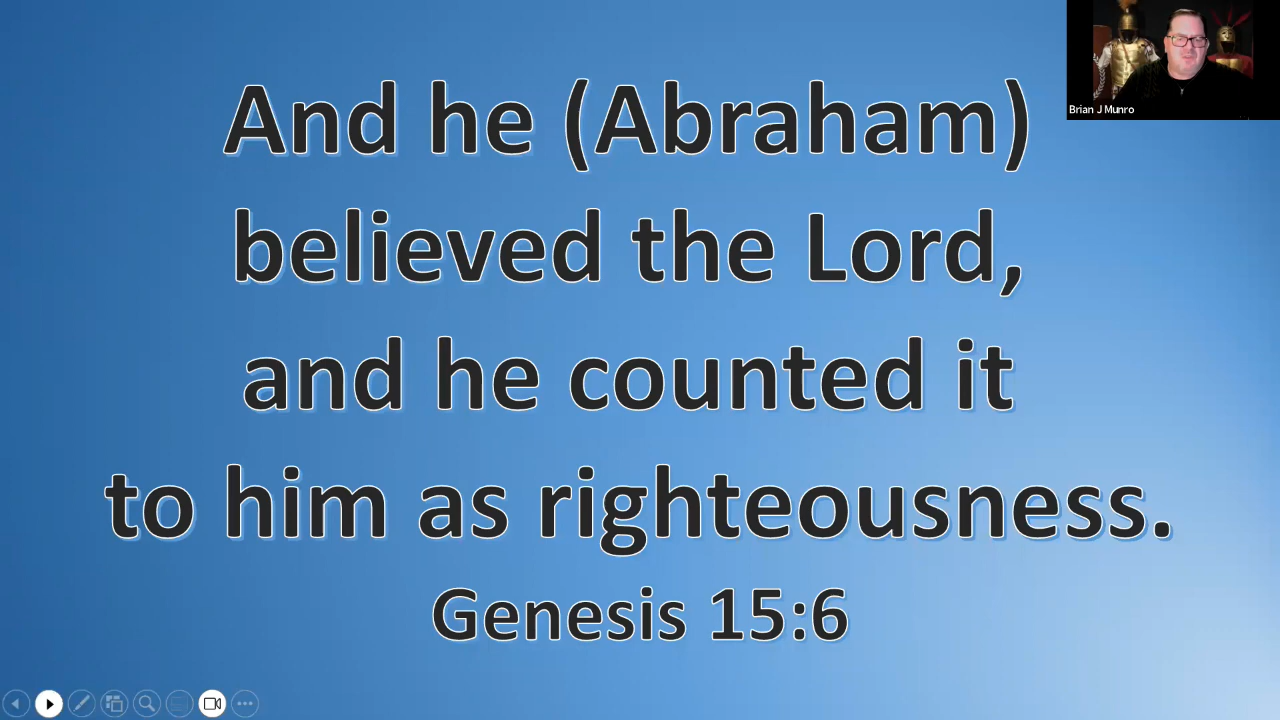 And he (Abraham)
believed the Lord,
and he counted it
to him as righteousness.
Genesis 15:6
Brian J Munro